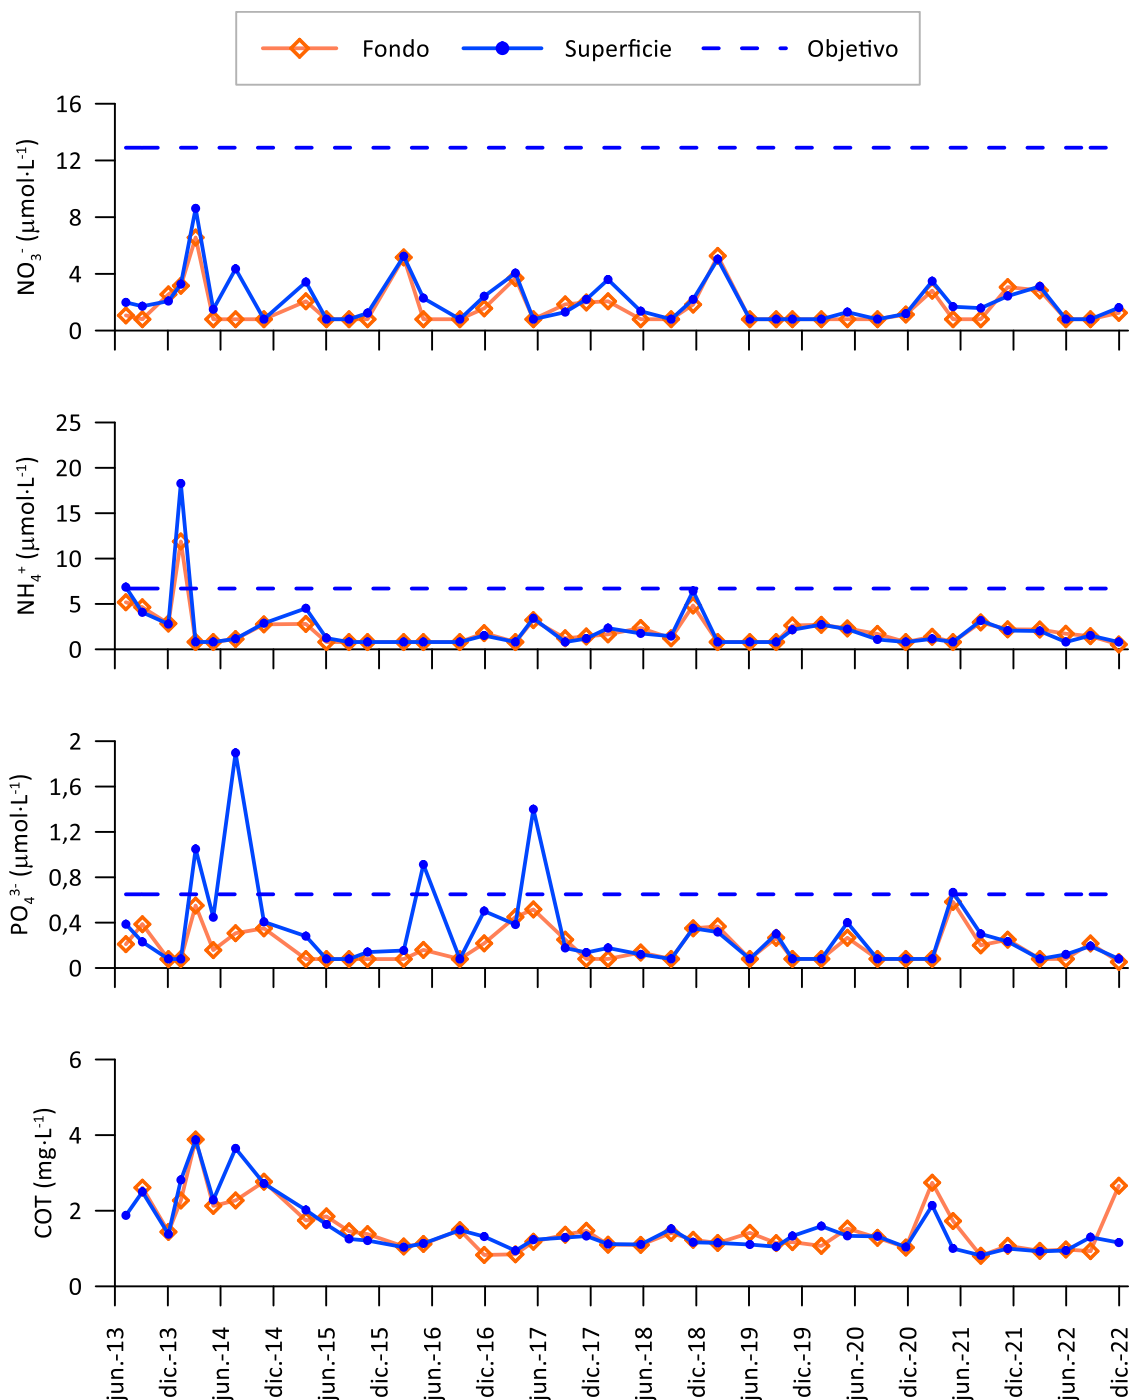 Fondo Superficie Objetivo
NO₃⁻ (µmol·L⁻¹)
16
12
8
4
0
NH₄⁺ (µmol·L⁻¹)
25
20
15
10
5
0
PO₄³⁻ (µmol·L⁻¹)
2
1,6
1,2
0,8
0,4
0
COT (mg·L⁻¹)
6
4
2
0
jun.-13
dic.-13
jun.-14
dic.-14
jun.-15
dic.-15
jun.-16
dic.-16
jun.-17
dic.-17
jun.-18
dic.-18
jun.-19
dic.-19
jun.-20
dic.-20
jun.-21
dic.-21
jun.-22
dic.-22